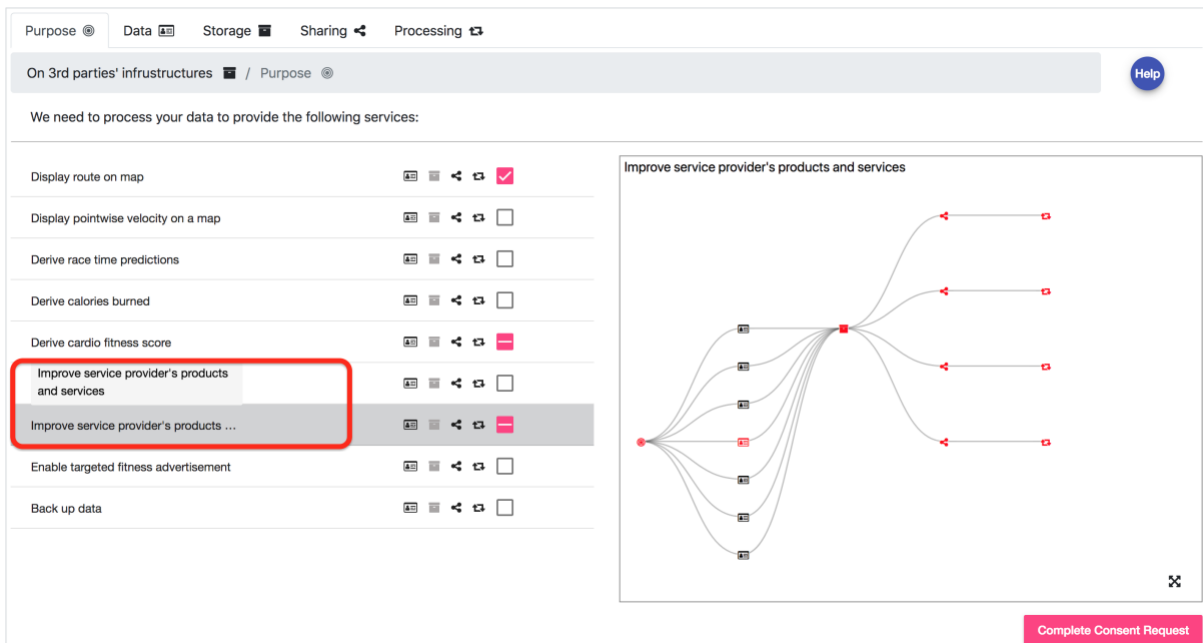 Purpose Data Storage Sharing Processing
On 3rd parties' infrustructures / Purpose
Help
We need to process your data to provide the following services:
Display route on map
Display pointwise velocity on a map
Derive race time predictions
Derive calories burned
Derive cardio fitness score
Improve service provider's products
and services
Improve service provider's products ...
Enable targeted fitness advertisement
Back up data
Improve service provider's products and services
Complete Consent Request